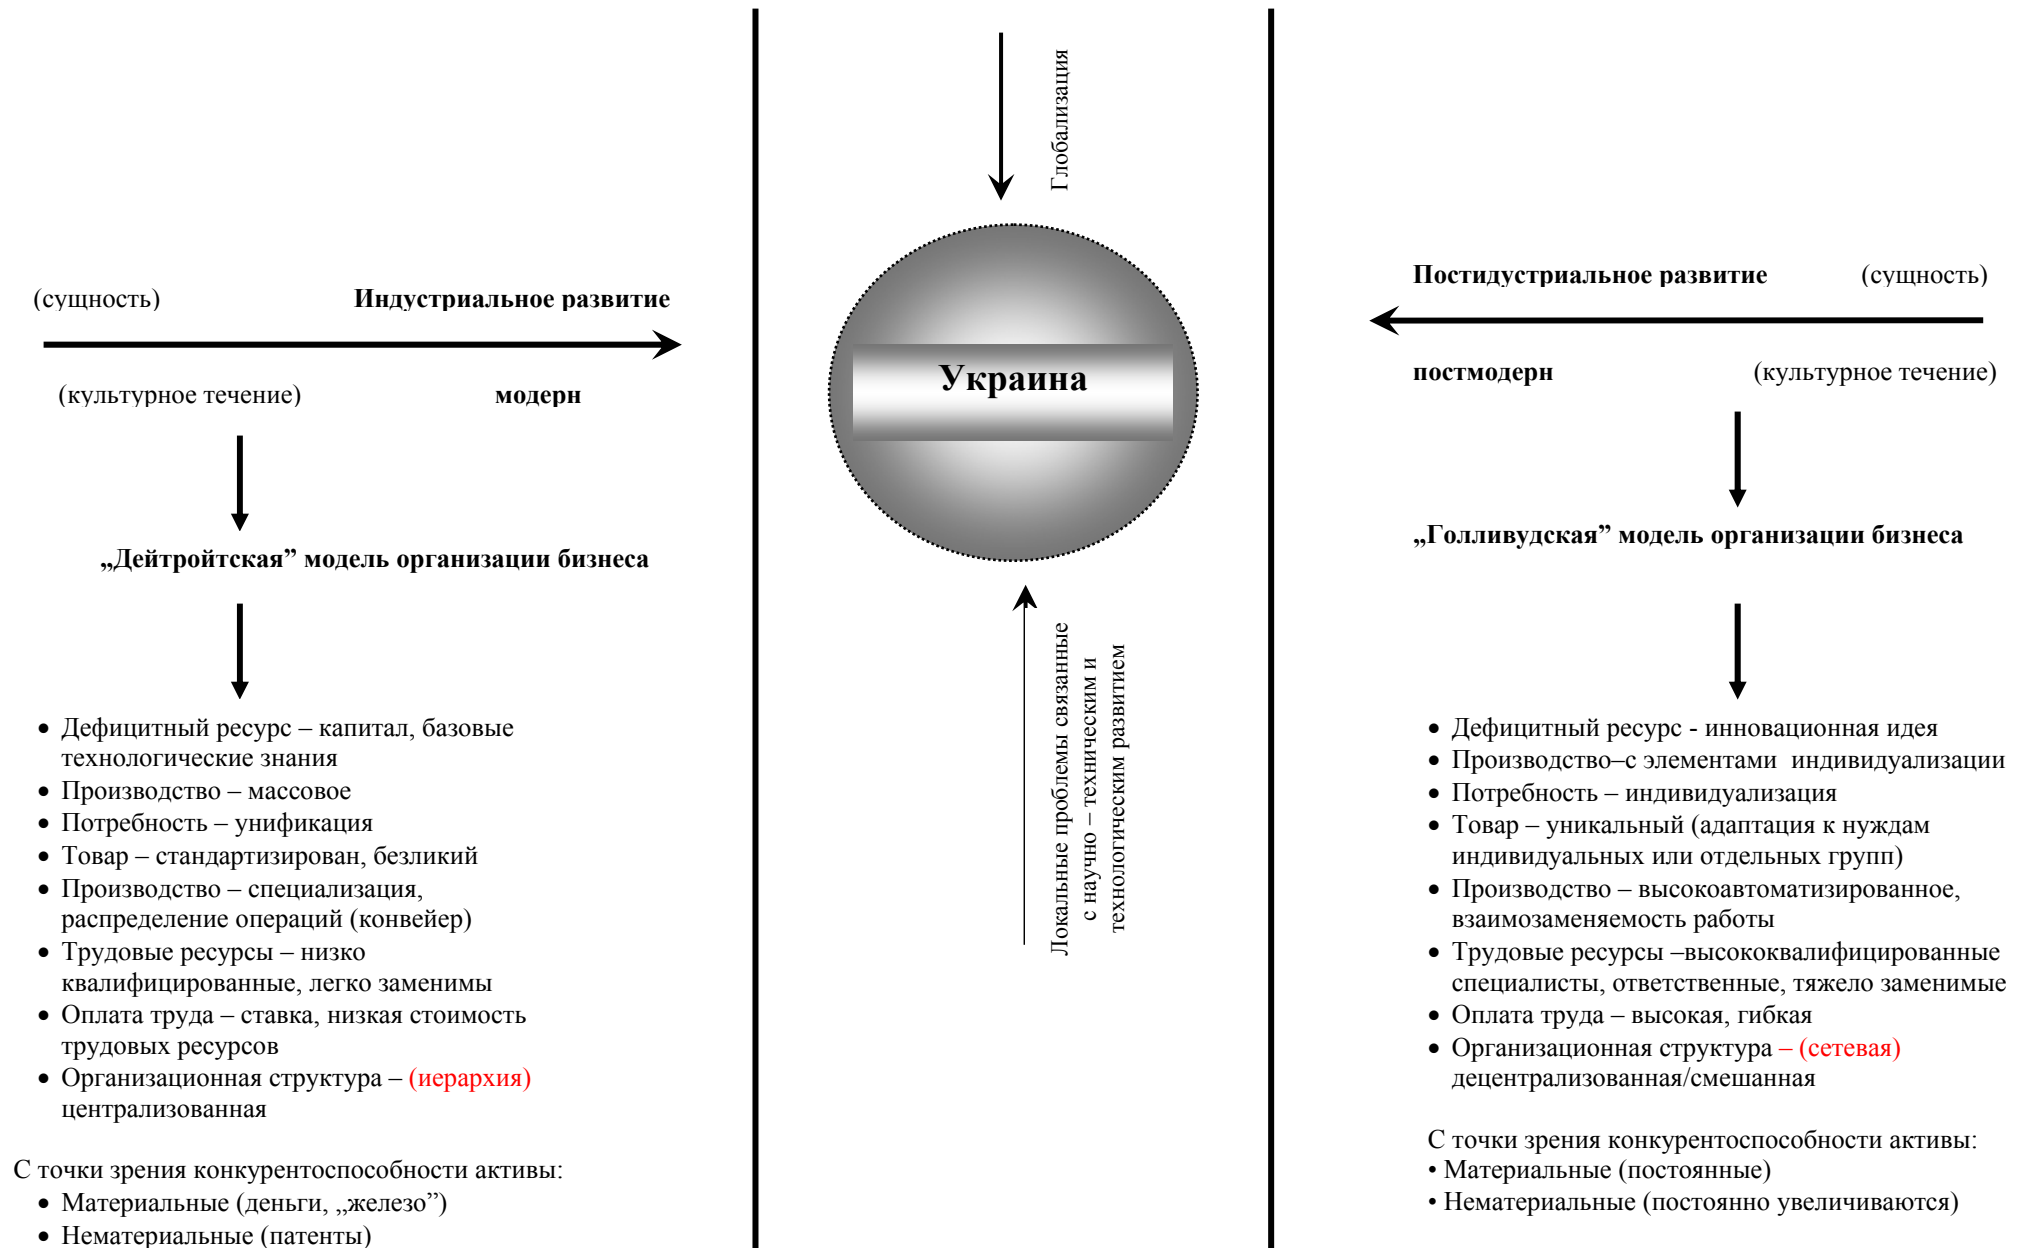 (сущность) Индустриальное развитие
(культурное течение) модерн
„Дейтройтская” модель организации бизнеса
• Дефицитный ресурс – капитал, базовые
технологические знания
• Производство – массовое
• Потребность – унификация
• Товар – стандартизирован, безликий
• Производство – специализация,
распределение операций (конвейер)
• Трудовые ресурсы – низко
квалифицированные, легко заменимы
• Оплата труда – ставка, низкая стоимость
трудовых ресурсов
• Организационная структура – (иерархия)
централизованная
С точки зрения конкурентоспособности активы:
• Материальные (деньги, „железо”)
• Нематериальные (патенты)
Глобализация
Украина
Локальные проблемы связанные
с научно – техническим и
технологическим развитием
Постидустриальное развитие (сущность)
постмодерн (культурное течение)
„Голливудская” модель организации бизнеса
• Дефицитный ресурс - инновационная идея
• Производство–с элементами индивидуализации
• Потребность – индивидуализация
• Товар – уникальный (адаптация к нуждам
индивидуальных или отдельных групп)
• Производство – высокоавтоматизированное,
взаимозаменяемость работы
• Трудовые ресурсы –высококвалифицированные
специалисты, ответственные, тяжело заменимые
• Оплата труда – высокая, гибкая
• Организационная структура – (сетевая)
децентрализованная/смешанная
С точки зрения конкурентоспособности активы:
• Материальные (постоянные)
• Нематериальные (постоянно увеличиваются)